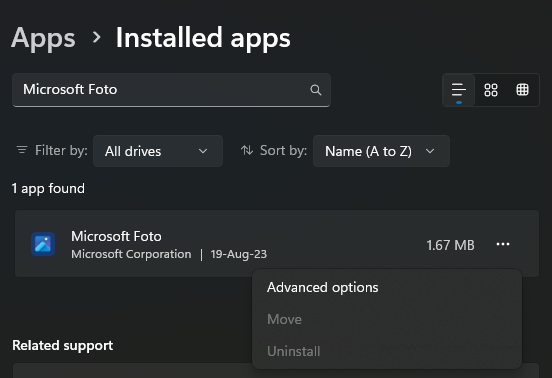 Apps > Installed apps
Microsoft Foto
Filter by: All drives Sort by: Name (A to Z)
1 app found
Microsoft Foto
Microsoft Corporation | 19-Aug-23 1.67 MB
Advanced options
Move
Uninstall
Related support